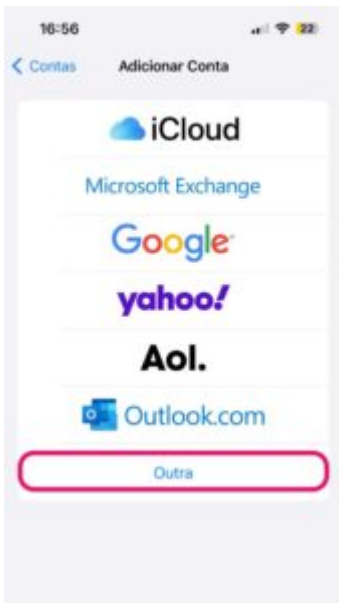 16:56 22
Contas Adicionar Conta
iCloud
Microsoft Exchange
Google
yahoo!
Aol.
Outlook.com
Outra